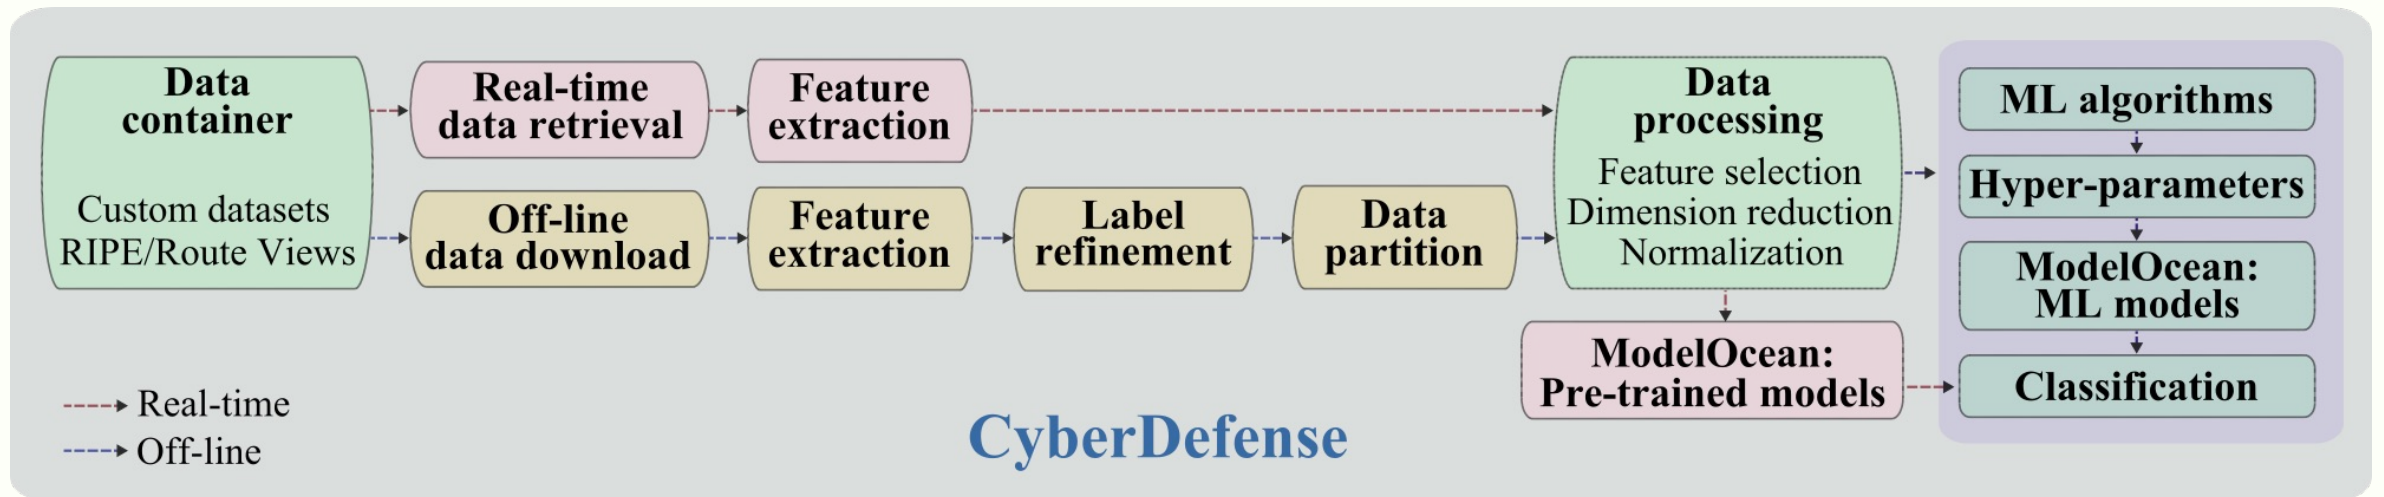 Data
container
Custom datasets
RIPE/Route Views
Real-time
data retrieval
Feature
extraction
Off-line
data download
Feature
extraction
Label
refinement
Data
partition
Data
processing
Feature selection
Dimension reduction
Normalization
ModelOcean:
Pre-trained models
ML algorithms
Hyper-parameters
ModelOcean:
ML models
Classification
Real-time
Off-line
CyberDefense